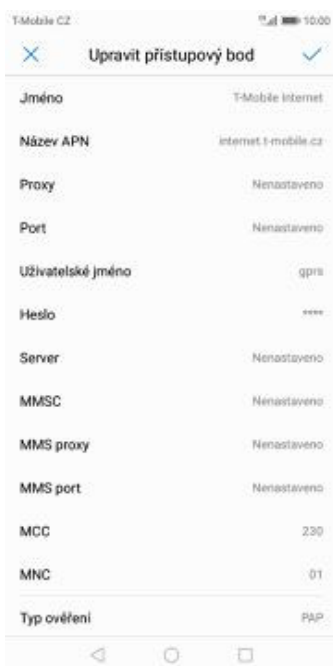 T-Mobile CZ 10:00
Upravit přístupový bod
Jméno T-Mobile Internet
Název APN internet.t-mobile.cz
Proxy Nenastaveno
Port Nenastaveno
Uživatelské jméno gprs
Heslo ****
Server Nenastaveno
MMSC Nenastaveno
MMS proxy Nenastaveno
MMS port Nenastaveno
MCC 230
MNC 01
Typ ověření PAP